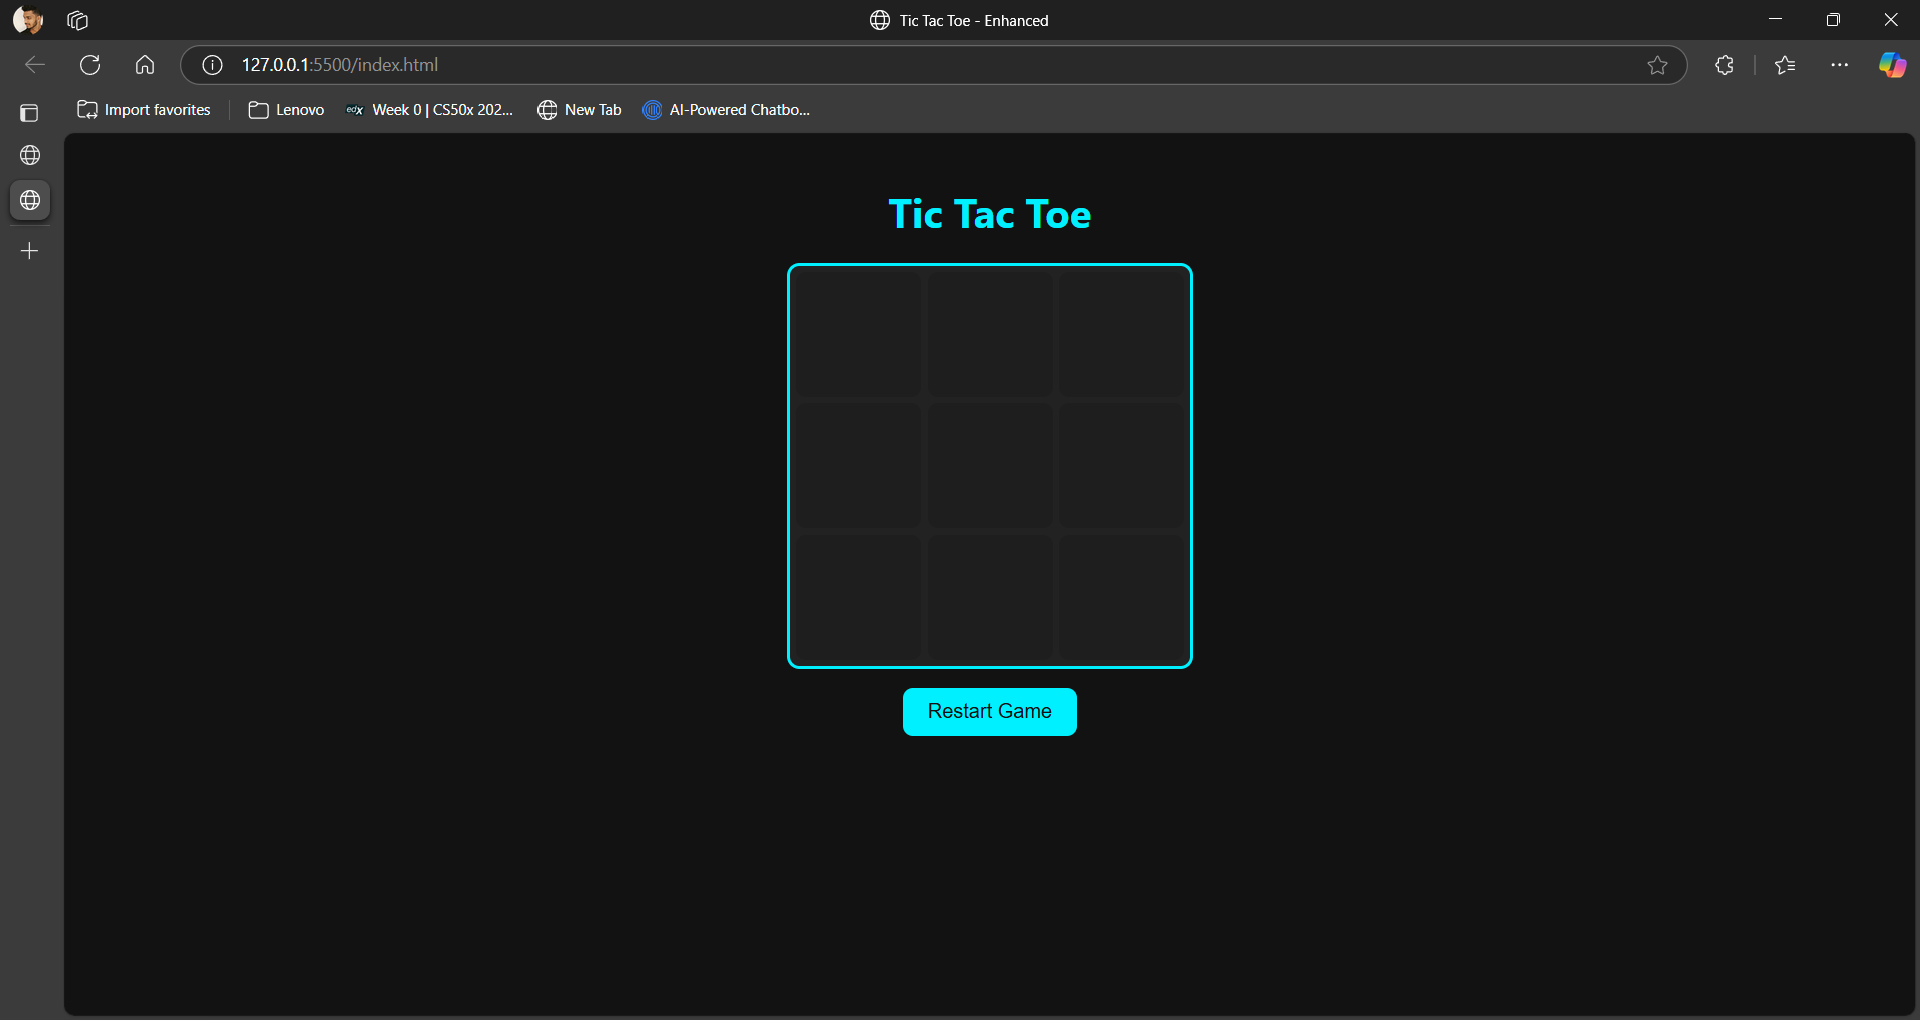 Tic Tac Toe - Enhanced
127.0.0.1:5500/index.html
Import favorites
Lenovo
edx Week 0 | CS50x 202...
New Tab
AI-Powered Chatbo...
Tic Tac Toe
Restart Game